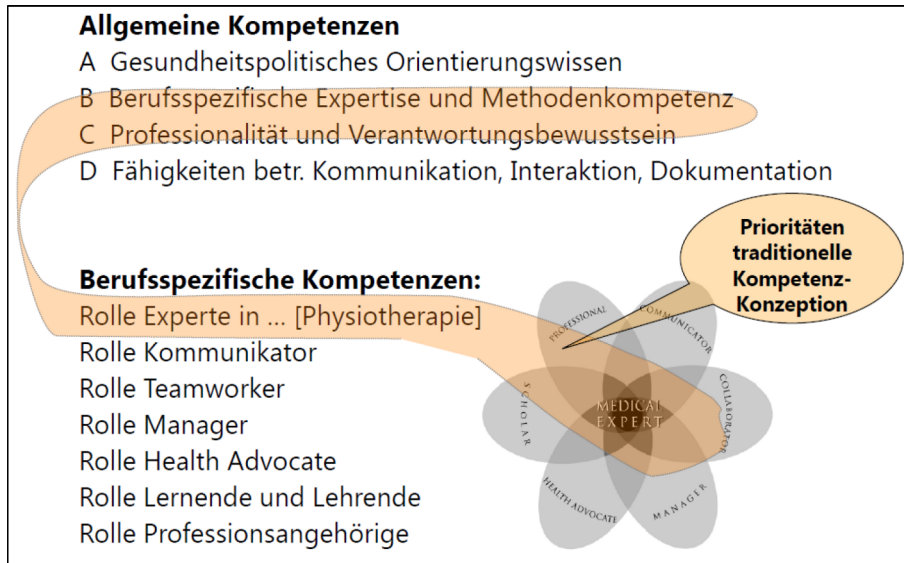 Allgemeine Kompetenzen
A Gesundheitspolitisches Orientierungswissen
B Berufsspezifische Expertise und Methodenkompetenz
C Professionalität und Verantwortungsbewusstsein
D Fähigkeiten betr. Kommunikation, Interaktion, Dokumentation
Prioritäten
traditionelle
Kompetenz-
Konzeption
Berufsspezifische Kompetenzen:
Rolle Experte in ... [Physiotherapie]
Rolle Kommunikator
Rolle Teamworker
Rolle Manager
Rolle Health Advocate
Rolle Lernende und Lehrende
Rolle Professionsangehörige
PROFESSIONAL
COMMUNICATOR
SCHOLAR
MEDICAL
EXPERT
COLLABORATOR
HEALTH ADVOCATE
MANAGER